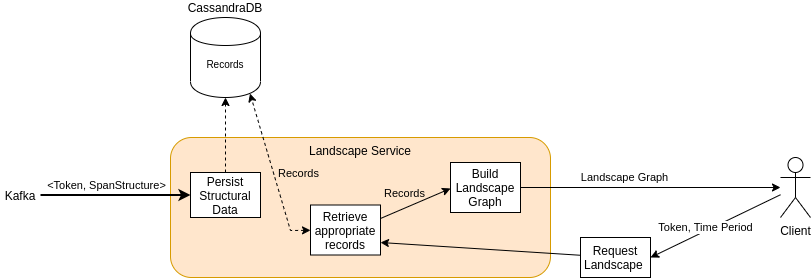 CassandraDB
Records
Landscape Service
<Token, SpanStructure>
Kafka
Persist
Structural
Data
Records
Retrieve
appropriate
records
Records
Build
Landscape
Graph
Landscape Graph
Token, Time Period
Client
Request
Landscape